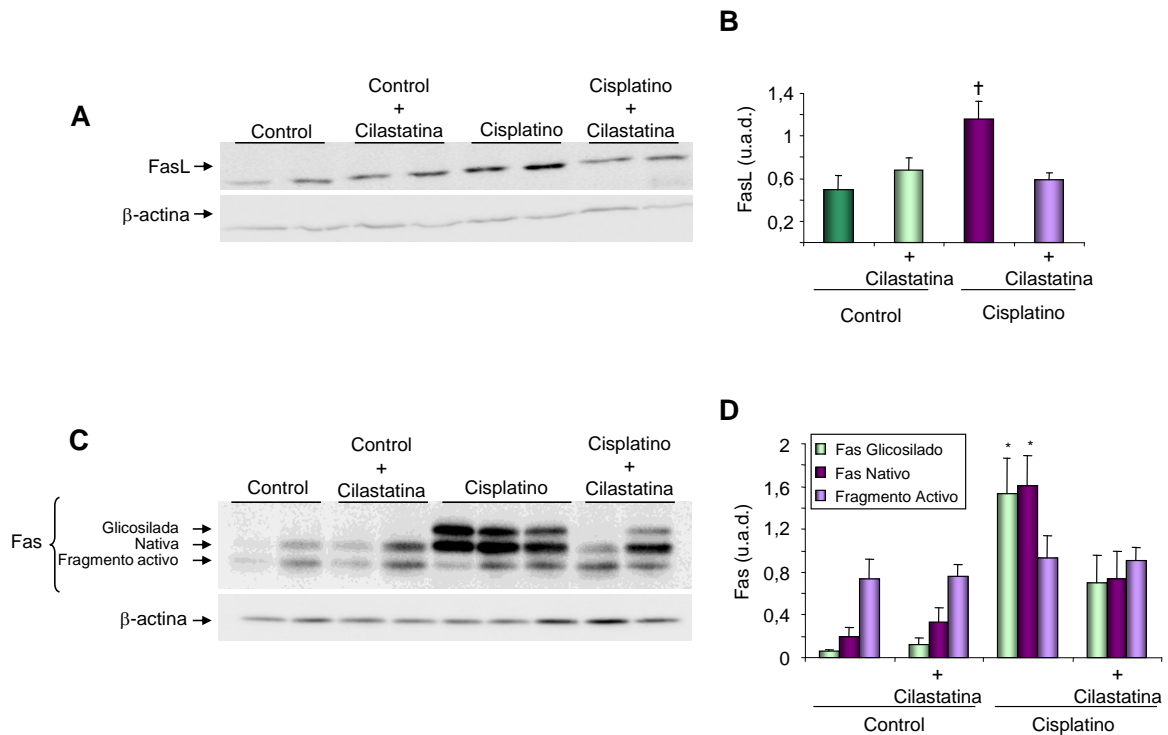 A
Control
+
Cilastatina
Cisplatino
+
Cilastatina
Control
Cisplatino
FasL
β-actina
B
FasL (u.a.d.)
1,4
1
0,6
0,2
†
+
Cilastatina
+
Cilastatina
Control
Cisplatino
C
Control
+
Cilastatina
Cisplatino
+
Cilastatina
Control
Cisplatino
Fas
Glicosilada
Nativa
Fragmento activo
β-actina
D
Fas (u.a.d.)
2
1,6
1,2
0,8
0,4
0
Fas Glicosilado
Fas Nativo
Fragmento Activo
* *
+
Cilastatina
+
Cilastatina
Control
Cisplatino